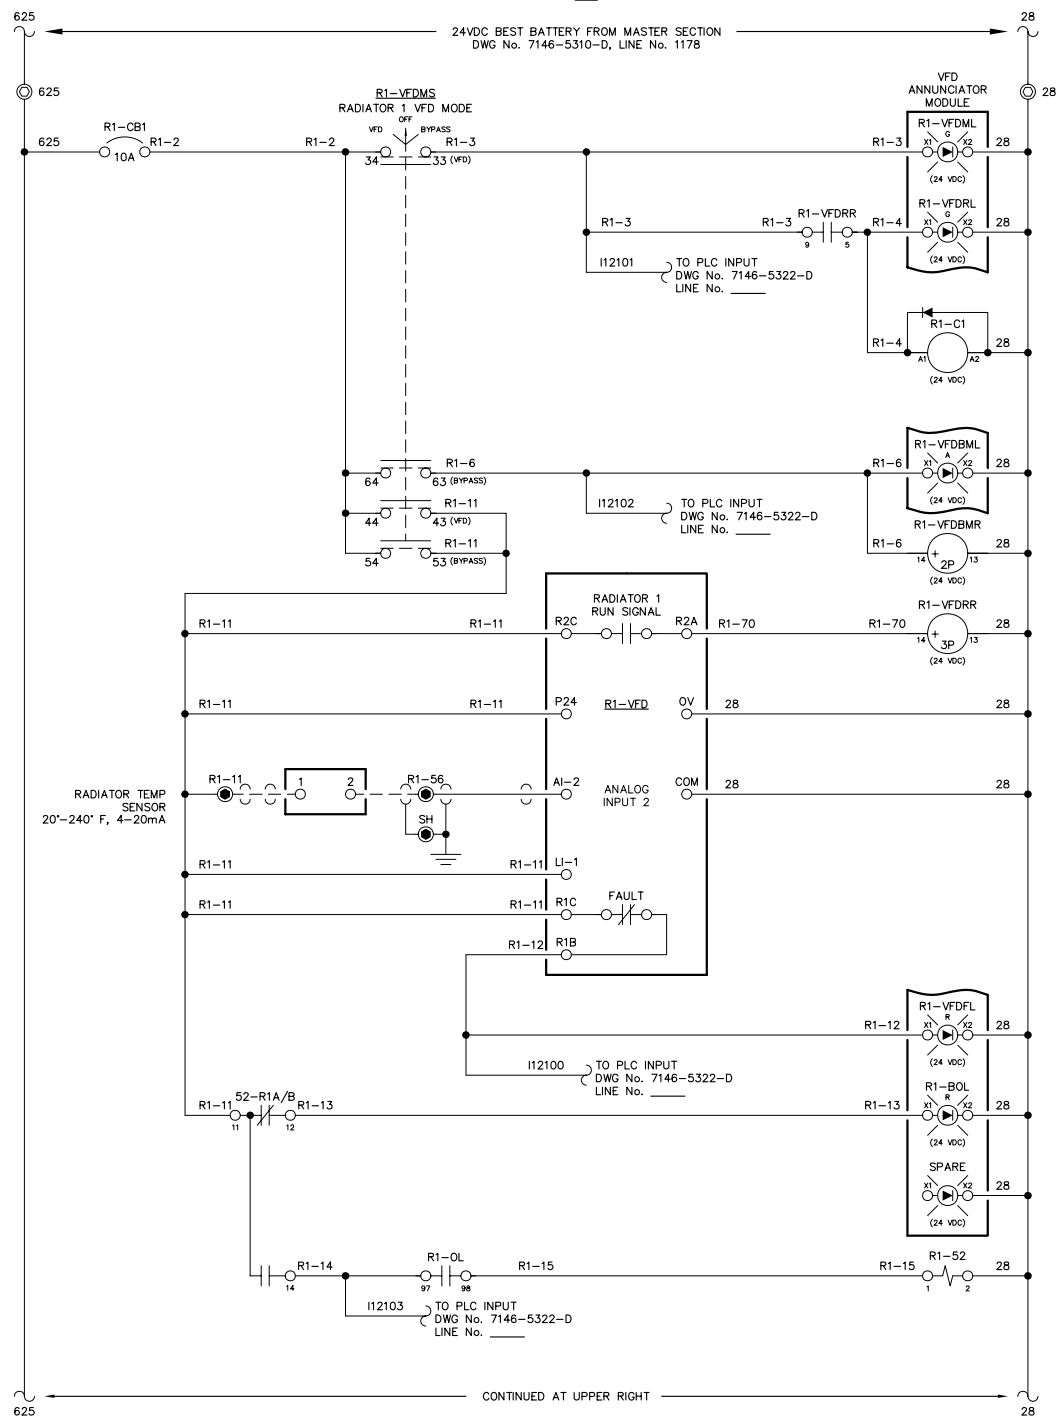 625
28
24VDC BEST BATTERY FROM MASTER SECTION
DWG No. 7146-5310-D, LINE No. 1178
625
28
VFD
ANNUNCIATOR
MODULE
R1-VFDMS
RADIATOR 1 VFD MODE
OFF
VFD
BYPASS
R1-CB1
625
10A
R1-2
R1-2
34
33 (VFD)
R1-3
R1-3
R1-VFDML
G
X1
X2
28
(24 VDC)
R1-3
R1-3
R1-VFDRR
9
5
R1-4
R1-VFDRL
G
X1
X2
28
(24 VDC)
I12101
TO PLC INPUT
DWG No. 7146-5322-D
LINE No. _____
R1-4
R1-C1
A1
A2
28
(24 VDC)
R1-6
64
63 (BYPASS)
R1-6
R1-VFDBML
A
X1
X2
28
(24 VDC)
R1-11
44
43 (VFD)
I12102
TO PLC INPUT
DWG No. 7146-5322-D
LINE No. _____
R1-11
54
53 (BYPASS)
R1-VFDBMR
R1-6
14
+
2P
13
28
(24 VDC)
RADIATOR 1
RUN SIGNAL
R1-11
R1-11
R2C
R2A
R1-70
R1-70
R1-VFDRR
14
+
3P
13
28
(24 VDC)
R1-11
R1-11
P24
R1-VFD
OV
28
28
RADIATOR TEMP
SENSOR
20°-240° F, 4-20mA
R1-11
1
2
R1-56
SH
AI-2
ANALOG
INPUT 2
COM
28
28
R1-11
R1-11
LI-1
R1-11
R1-11
R1C
FAULT
R1-12
R1B
R1-12
R1-VFDFL
R
X1
X2
28
(24 VDC)
I12100
TO PLC INPUT
DWG No. 7146-5322-D
LINE No. _____
R1-11
52-R1A/B
11
12
R1-13
R1-13
R1-BOL
R
X1
X2
28
(24 VDC)
SPARE
X1
X2
28
(24 VDC)
R1-14
14
R1-OL
97
98
R1-15
R1-15
R1-52
1
2
28
I12103
TO PLC INPUT
DWG No. 7146-5322-D
LINE No. _____
CONTINUED AT UPPER RIGHT
625
28